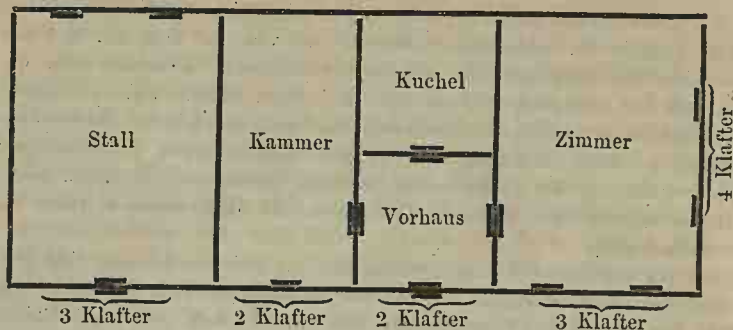 Kuchel
Stall
Kammer
Zimmer
4 Klafter
Vorhaus
3 Klafter
2 Klafter
2 Klafter
3 Klafter